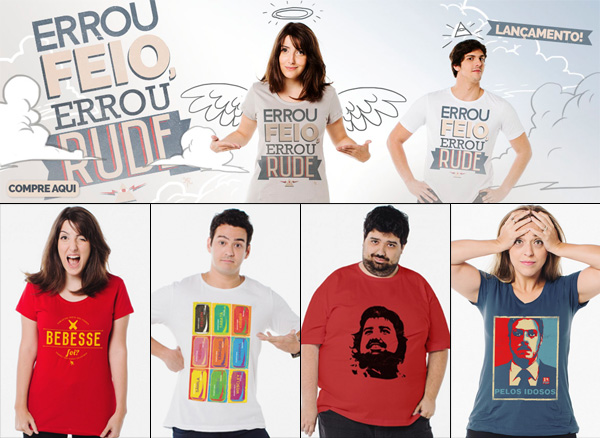 ERROU
FEIO,
ERROU
RUDE
COMPRE AQUI
ERROU
FEIO,
ERROU
RUDE
LANÇAMENTO!
ERROU
FEIO,
ERROU
RUDE
BEBESSE
foi?
PELOS IDOSOS